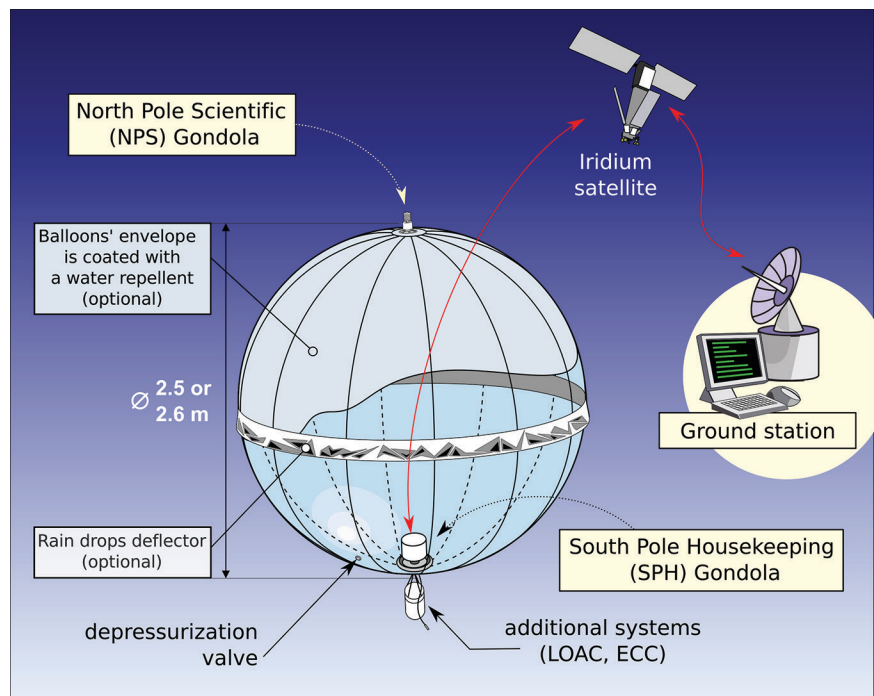 North Pole Scientific
(NPS) Gondola
Iridium
satellite
Balloons' envelope
is coated with
a water repellent
(optional)
∅ 2.5 or
2.6 m
Ground station
Rain drops deflector
(optional)
South Pole Housekeeping
(SPH) Gondola
depressurization
valve
additional systems
(LOAC, ECC)